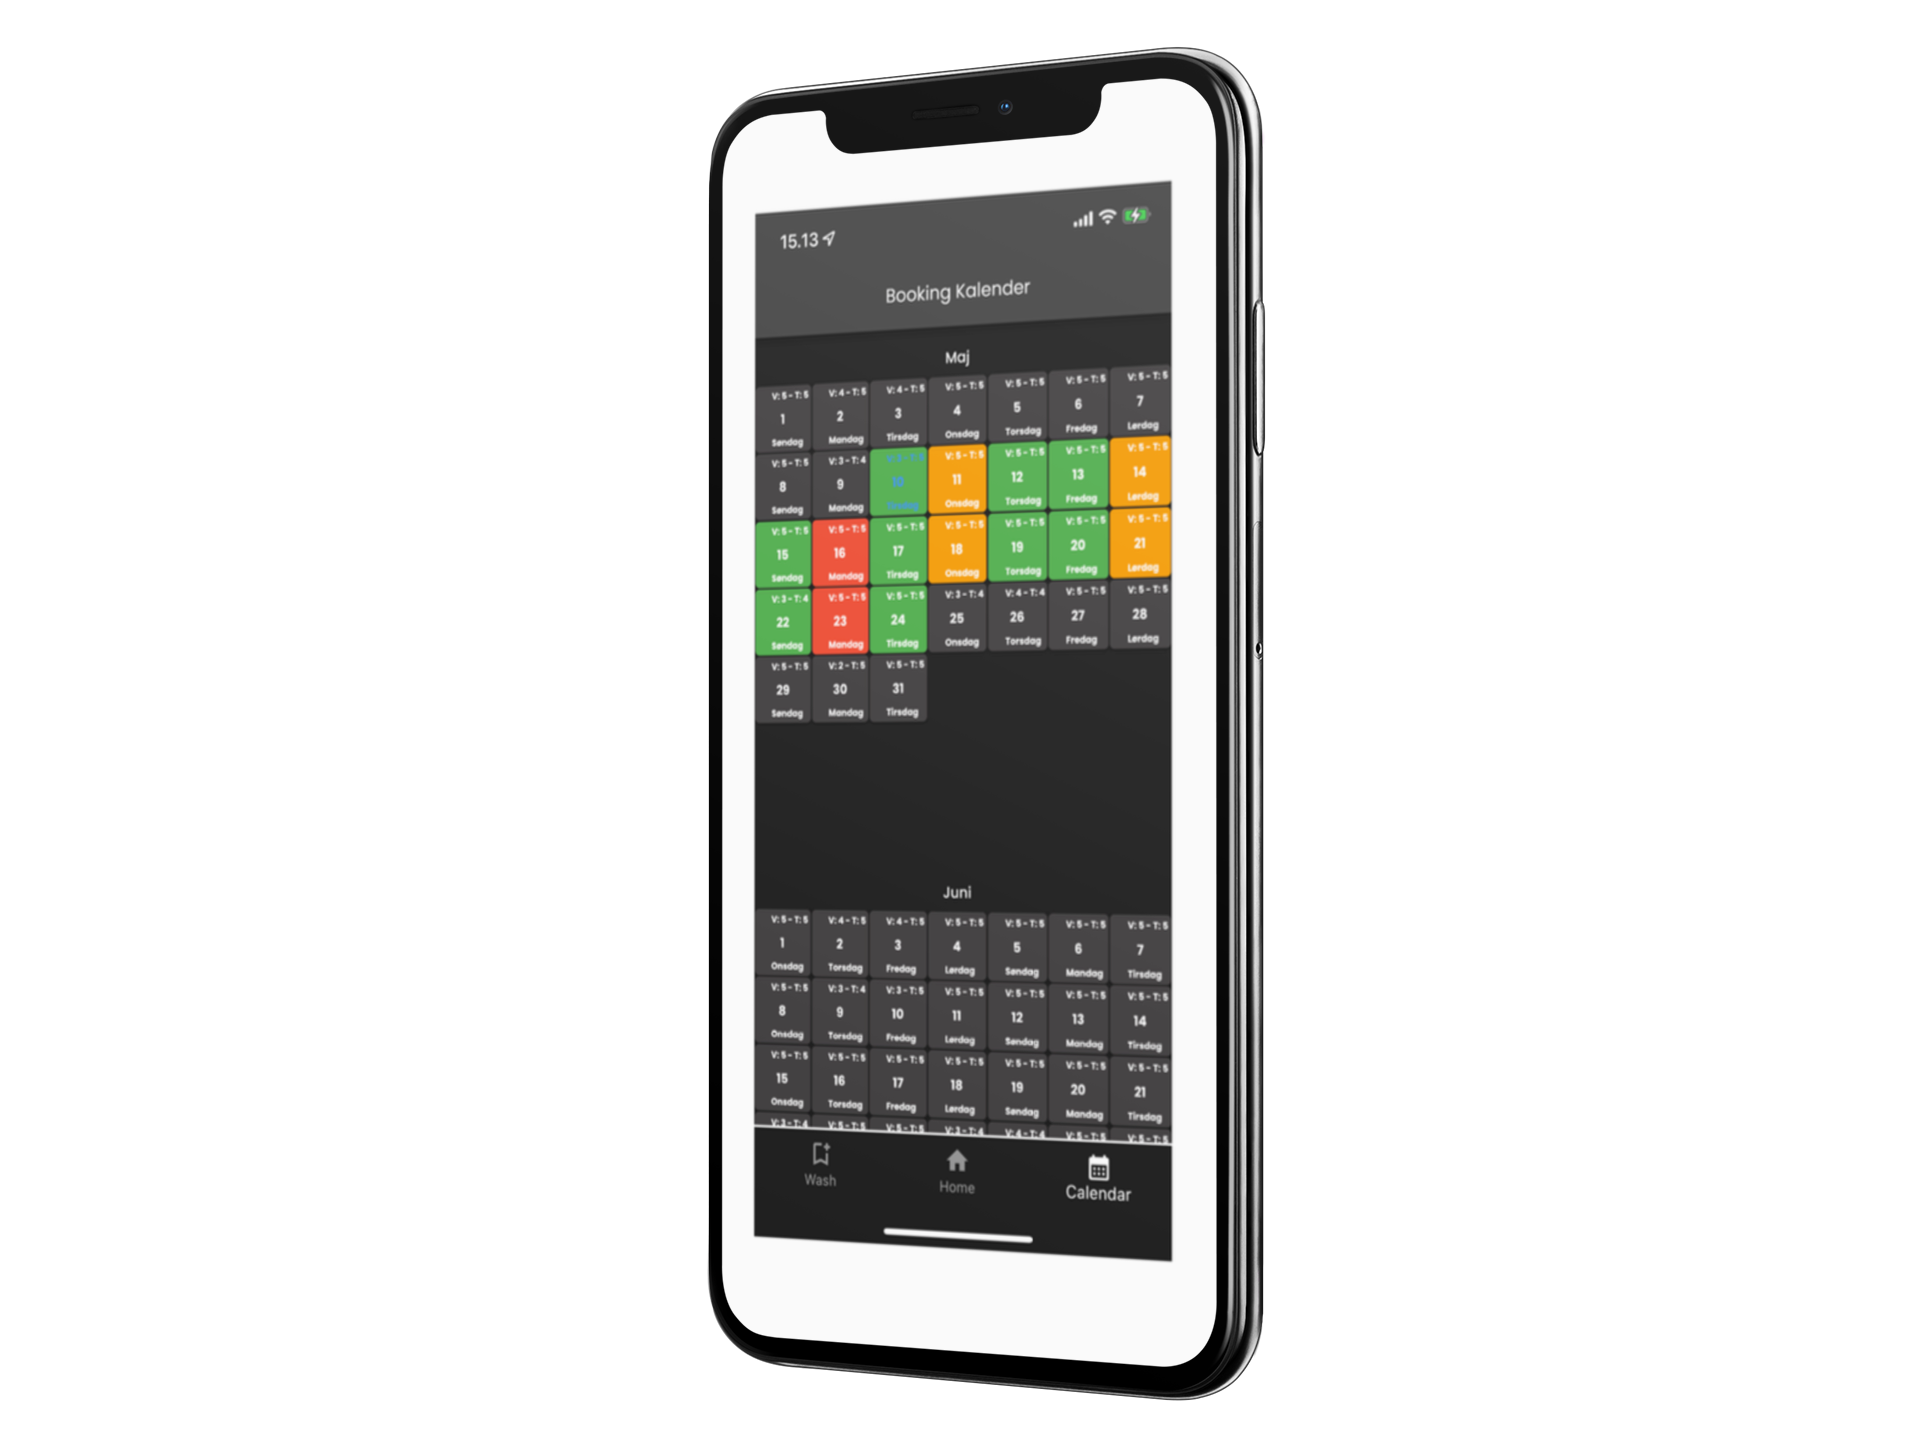 15.13
Booking Kalender
Maj
V: 5 - T: 5 V: 4 - T: 5 V: 4 - T: 5 V: 5 - T: 5 V: 5 - T: 5 V: 5 - T: 5 V: 5 - T: 5
1 2 3 4 5 6 7
Søndag Mandag Tirsdag Onsdag Torsdag Fredag Lørdag
V: 5 - T: 5 V: 3 - T: 4 V: 5 - T: 5 V: 5 - T: 5 V: 5 - T: 5 V: 5 - T: 5
8 9 10 11 12 13 14
Søndag Mandag Onsdag Torsdag Fredag Lørdag
V: 5 - T: 5 V: 5 - T: 5 V: 5 - T: 5 V: 5 - T: 5 V: 5 - T: 5 V: 5 - T: 5 V: 5 - T: 5
15 16 17 18 19 20 21
Søndag Mandag Tirsdag Onsdag Torsdag Fredag Lørdag
V: 3 - T: 4 V: 5 - T: 5 V: 5 - T: 5 V: 3 - T: 4 V: 4 - T: 4 V: 5 - T: 5 V: 5 - T: 5
22 23 24 25 26 27 28
Søndag Mandag Tirsdag Onsdag Torsdag Fredag Lørdag
V: 5 - T: 5 V: 2 - T: 5 V: 5 - T: 5
29 30 31
Søndag Mandag Tirsdag
Juni
V: 5 - T: 5 V: 4 - T: 5 V: 4 - T: 5 V: 5 - T: 5 V: 5 - T: 5 V: 5 - T: 5 V: 5 - T: 5
1 2 3 4 5 6 7
Onsdag Torsdag Fredag Lørdag Søndag Mandag Tirsdag
V: 5 - T: 5 V: 3 - T: 4 V: 3 - T: 5 V: 5 - T: 5 V: 5 - T: 5 V: 5 - T: 5 V: 5 - T: 5
8 9 10 11 12 13 14
Onsdag Torsdag Fredag Lørdag Søndag Mandag Tirsdag
V: 5 - T: 5 V: 5 - T: 5 V: 5 - T: 5 V: 5 - T: 5 V: 5 - T: 5 V: 5 - T: 5 V: 5 - T: 5
15 16 17 18 19 20 21
Onsdag Torsdag Fredag Lørdag Søndag Mandag Tirsdag
V: 3 - T: 4 V: 5 - T: 5 V: 5 - T: 5 V: 3 - T: 4 V: 4 - T: 4 V: 5 - T: 5 V: 5 - T: 5
Wash Home Calendar